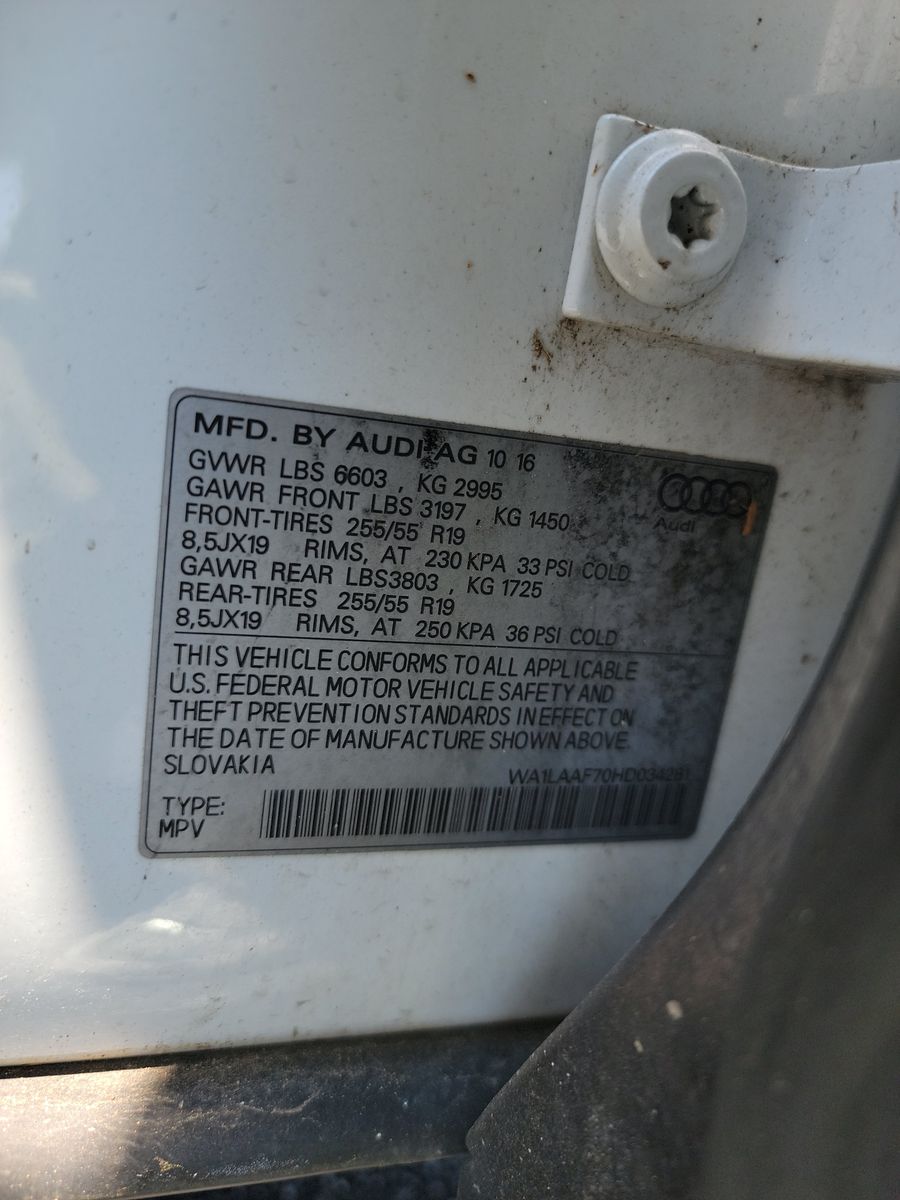 MFD. BY AUDI AG 10 16
GVWR LBS 6603 , KG 2995
GAWR FRONT LBS 3197 , KG 1450
FRONT-TIRES 255/55 R19
8,5JX19 RIMS, AT 230 KPA 33 PSI COLD
GAWR REAR LBS3803 , KG 1725
REAR-TIRES 255/55 R19
8,5JX19 RIMS, AT 250 KPA 36 PSI COLD
Audi
THIS VEHICLE CONFORMS TO ALL APPLICABLE
U.S. FEDERAL MOTOR VEHICLE SAFETY AND
THEFT PREVENTION STANDARDS IN EFFECT ON
THE DATE OF MANUFACTURE SHOWN ABOVE.
SLOVAKIA WA1LAAF70HD034281
TYPE:
MPV